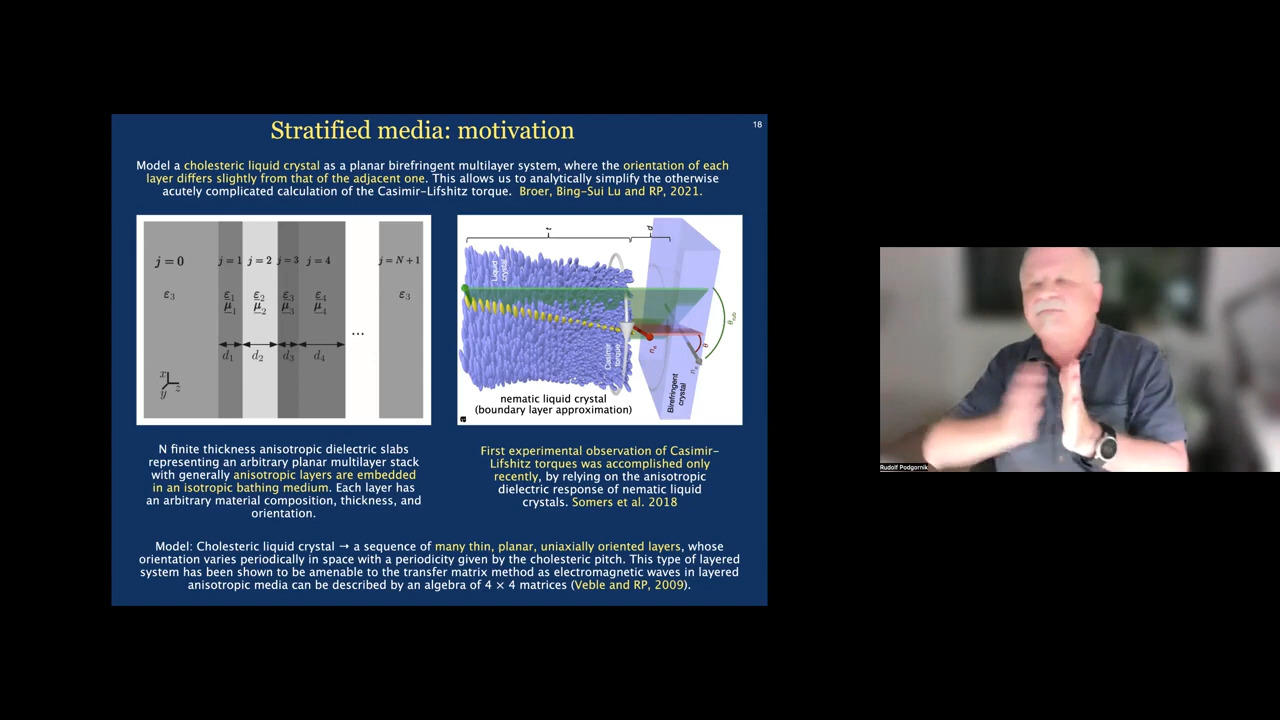 Stratified media: motivation
18
Model a cholesteric liquid crystal as a planar birefringent multilayer system, where the orientation of each
layer differs slightly from that of the adjacent one. This allows us to analytically simplify the otherwise
acutely complicated calculation of the Casimir-Lifshitz torque. Broer, Bing-Sui Lu and RP, 2021.
j = 0 j = 1 j = 2 j = 3 j = 4 j = N + 1
ε₃ ε₁ ε₂ ε₃ ε₄ ε₃
μ₁ μ₂ μ₃ μ₄
...
d₁ d₂ d₃ d₄
x
z
y
t
d
Liquid
crystal
Casimir
torque
nₑ
θ
nₑ
Birefringent
crystal
nematic liquid crystal
(boundary layer approximation)
a
N finite thickness anisotropic dielectric slabs
representing an arbitrary planar multilayer stack
with generally anisotropic layers are embedded
in an isotropic bathing medium. Each layer has
an arbitrary material composition, thickness, and
orientation.
First experimental observation of Casimir-
Lifshitz torques was accomplished only
recently, by relying on the anisotropic
dielectric response of nematic liquid
crystals. Somers et al. 2018
Model: Cholesteric liquid crystal → a sequence of many thin, planar, uniaxially oriented layers, whose
orientation varies periodically in space with a periodicity given by the cholesteric pitch. This type of layered
system has been shown to be amenable to the transfer matrix method as electromagnetic waves in layered
anisotropic media can be described by an algebra of 4 × 4 matrices (Veble and RP, 2009).
Rudolf Podgornik